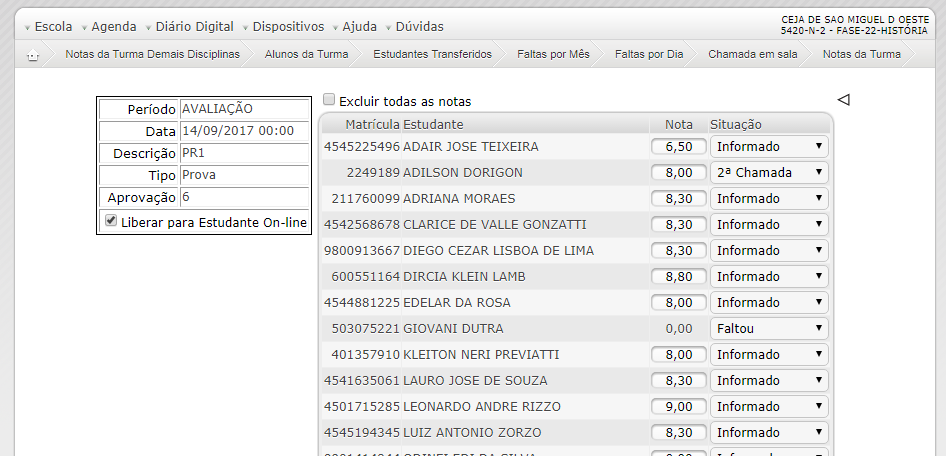 Escola Agenda Diário Digital Dispositivos Ajuda Dúvidas
CEJA DE SAO MIGUEL D OESTE
5420-N-2 - FASE-22-HISTÓRIA
Notas da Turma Demais Disciplinas Alunos da Turma Estudantes Transferidos Faltas por Mês Faltas por Dia Chamada em sala Notas da Turma
Período AVALIAÇÃO
Data 14/09/2017 00:00
Descrição PR1
Tipo Prova
Aprovação 6
Liberar para Estudante On-line
Excluir todas as notas
Matrícula Estudante Nota Situação
4545225496 ADAIR JOSE TEIXEIRA 6,50 Informado
2249189 ADILSON DORIGON 8,00 2ª Chamada
211760099 ADRIANA MORAES 8,30 Informado
4542568678 CLARICE DE VALLE GONZATTI 8,30 Informado
9800913667 DIEGO CEZAR LISBOA DE LIMA 8,30 Informado
600551164 DIRCIA KLEIN LAMB 8,80 Informado
4544881225 EDELAR DA ROSA 8,00 Informado
503075221 GIOVANI DUTRA 0,00 Faltou
401357910 KLEITON NERI PREVIATTI 8,00 Informado
4541635061 LAURO JOSE DE SOUZA 8,30 Informado
4501715285 LEONARDO ANDRE RIZZO 9,00 Informado
4545194345 LUIZ ANTONIO ZORZO 8,30 Informado